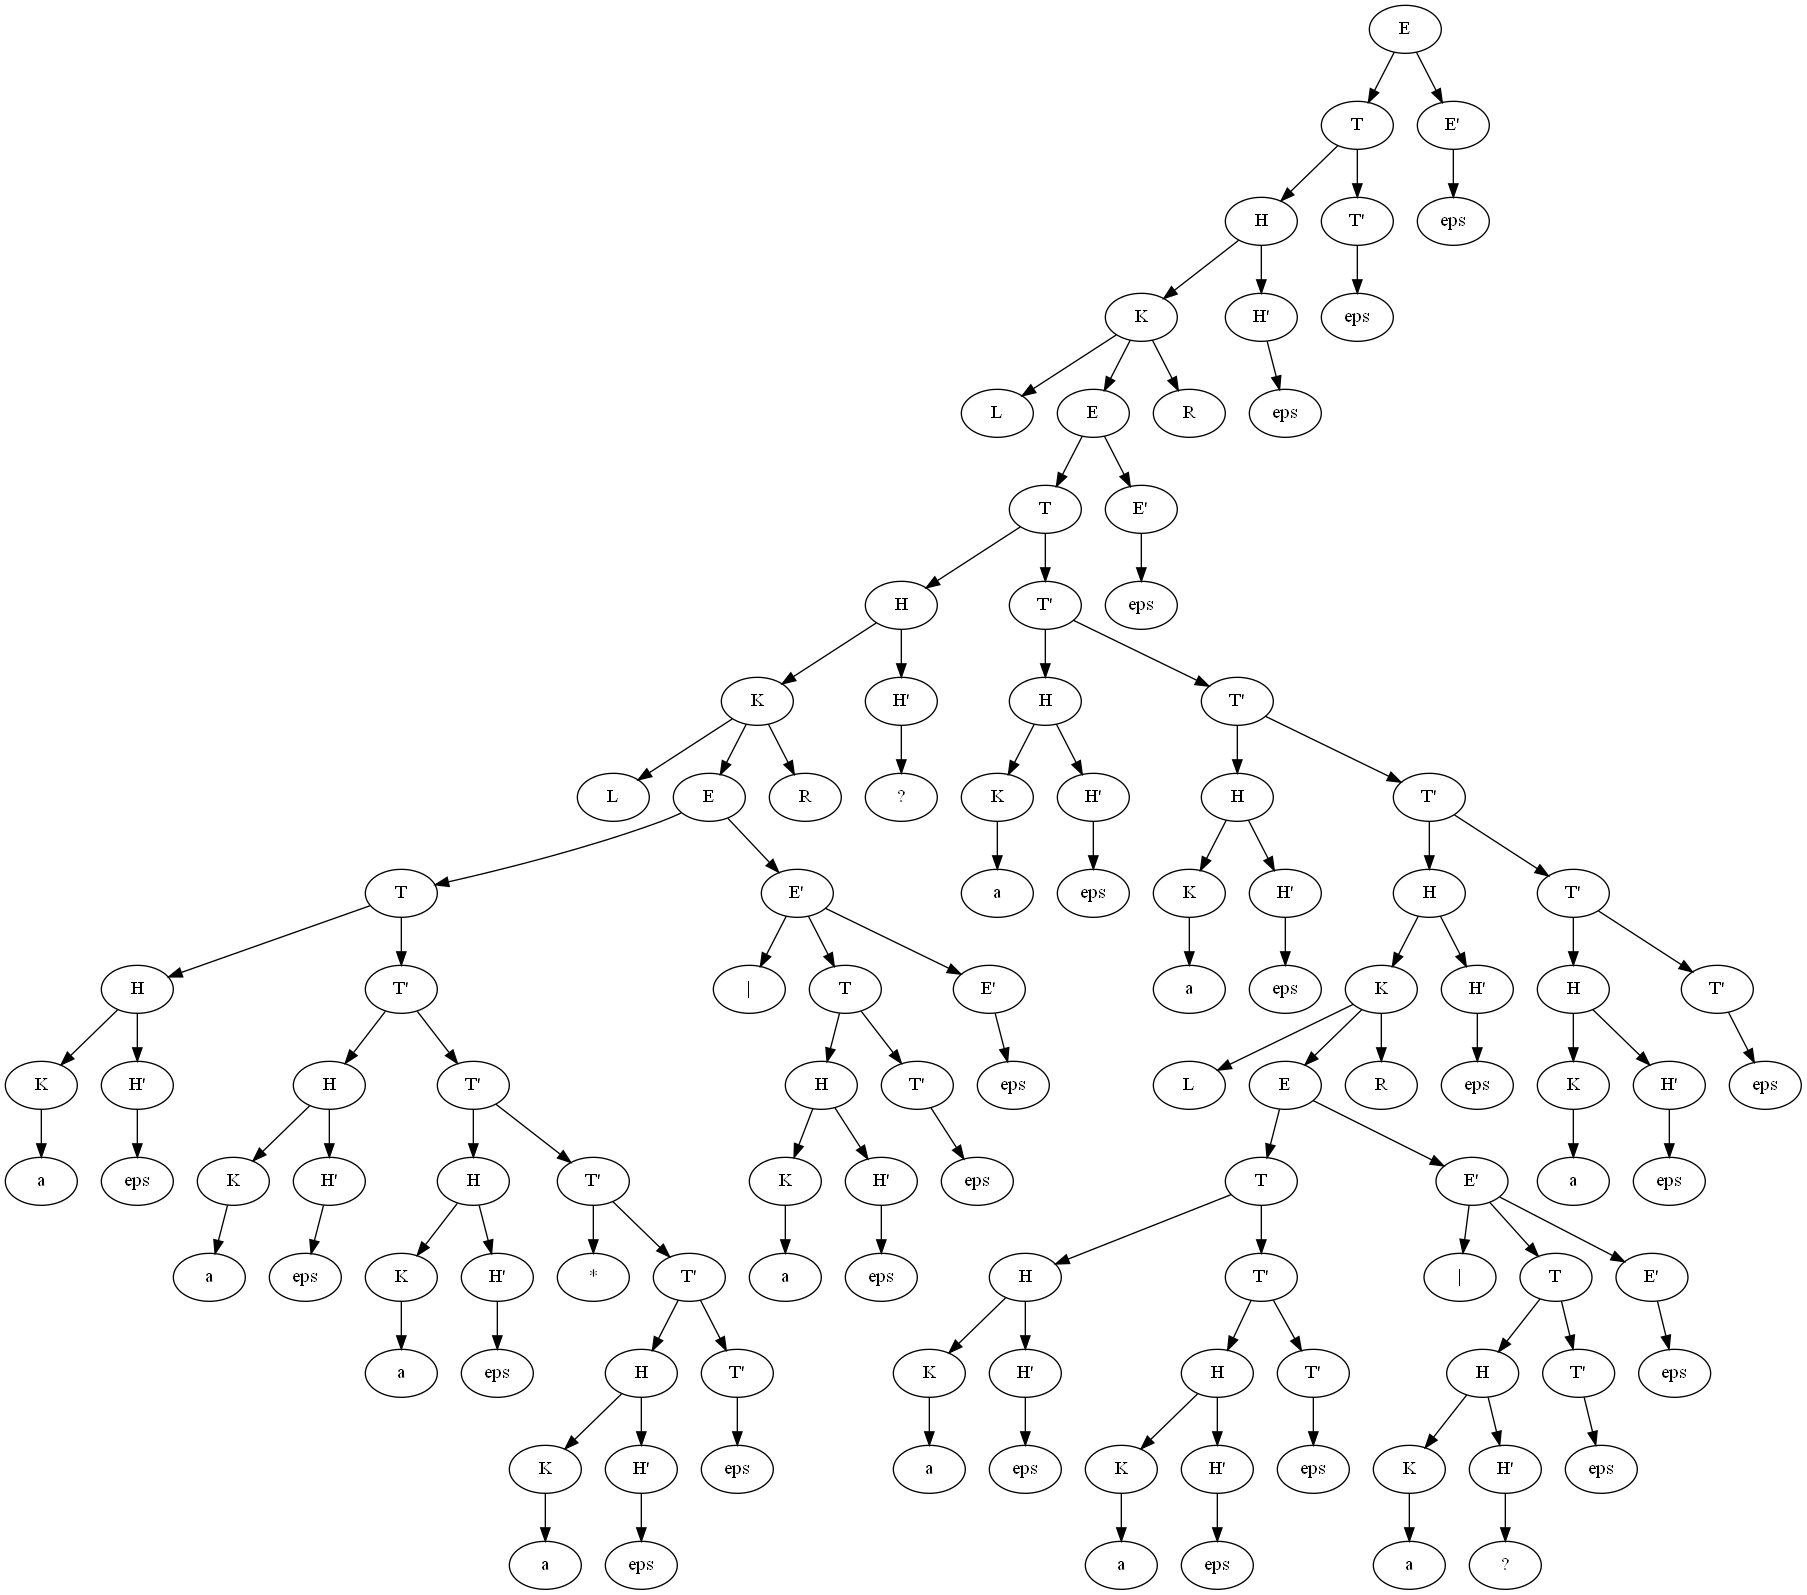 E
T E'
H T' eps
K H' eps
L E R eps
T E'
H T' eps
K H' H T'
L E R ? K H' H T'
T E' a eps K H' H T'
H T' | T E' a eps K H' H T'
K H' H T' H T' eps L E R eps K H' eps
a eps K H' H T' K H' eps T E' a eps
a eps K H' * T' a eps H T' | T E'
a eps H T' K H' H T' H T' eps
K H' eps a eps K H' eps K H' eps
a eps a eps a ?